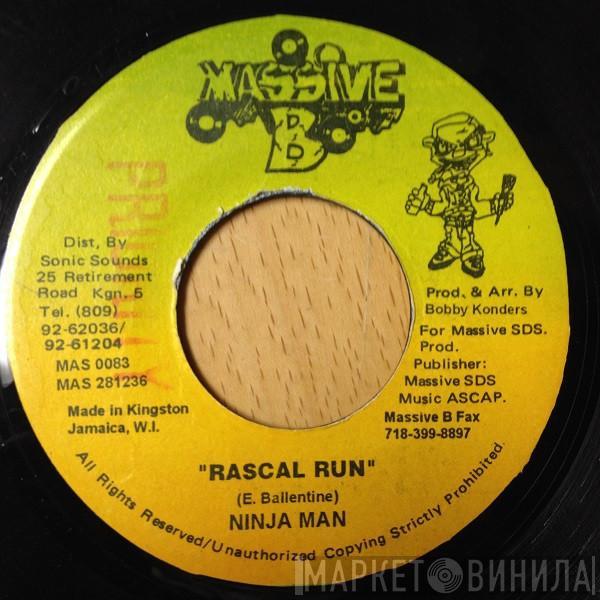 MASSIVE
B
Dist, By
Sonic Sounds
25 Retirement
Road Kgn. 5
Tel. (809)
92-62036/
92-61204
MAS 0083
MAS 281236
Made in Kingston
Jamaica, W.I.
Prod. & Arr. By
Bobby Konders
For Massive SDS.
Prod.
Publisher:
Massive SDS
Music ASCAP.
Massive B Fax
718-399-8897
"RASCAL RUN"
(E. Ballentine)
NINJA MAN
All Rights Reserved/Unauthorized Copying Strictly Prohibited.
МАРКЕТ ВИНИЛА